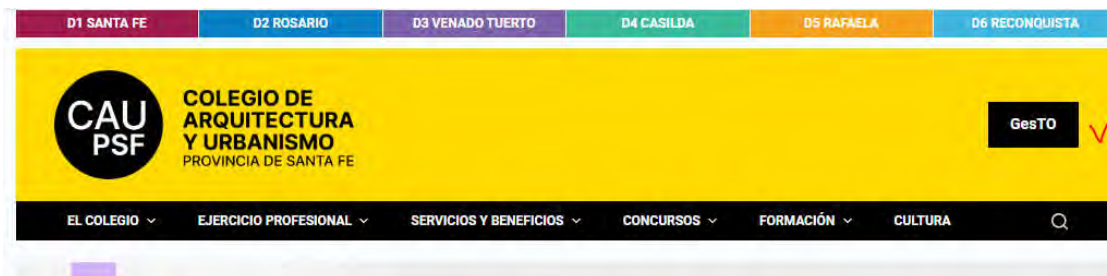 D1 SANTA FE D2 ROSARIO D3 VENADO TUERTO D4 CASILDA D5 RAFAELA D6 RECONQUISTA
CAU
PSF
COLEGIO DE
ARQUITECTURA
Y URBANISMO
PROVINCIA DE SANTA FE
GesTO
EL COLEGIO EJERCICIO PROFESIONAL SERVICIOS Y BENEFICIOS CONCURSOS FORMACIÓN CULTURA